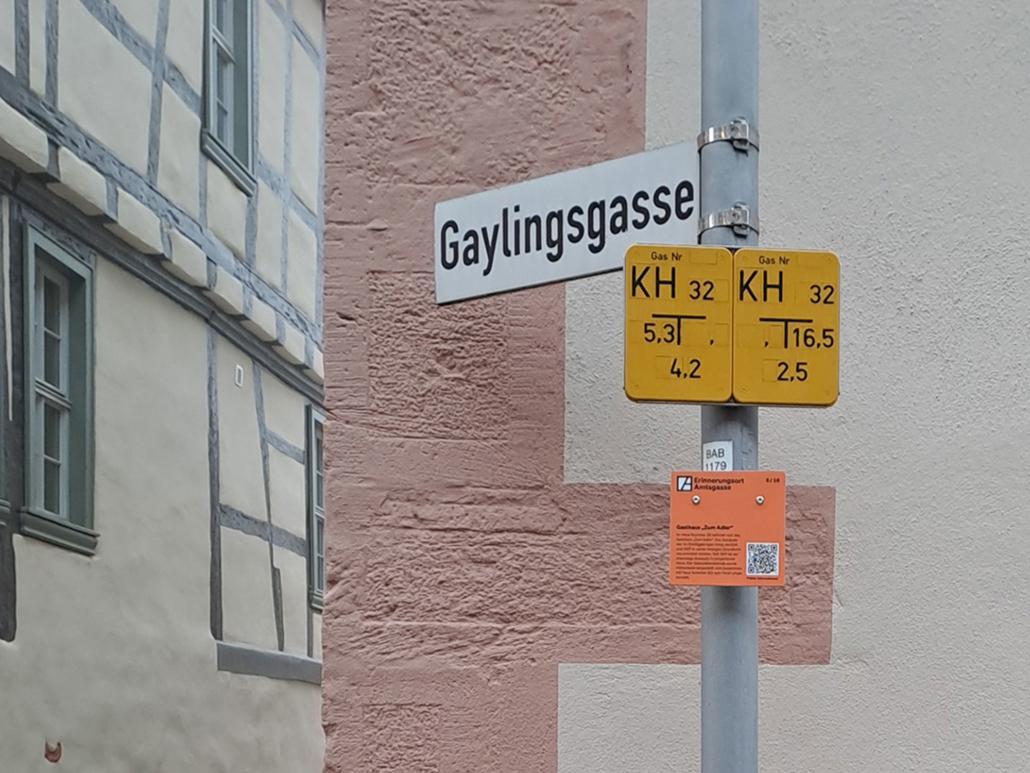 Gaylingsgasse
Gas Nr
KH 32
5,3 ,
4,2
Gas Nr
KH 32
, 16,5
2,5
BAB
1179
Erinnerungsort
Amtsgasse
Gasthaus „Zum Adler“